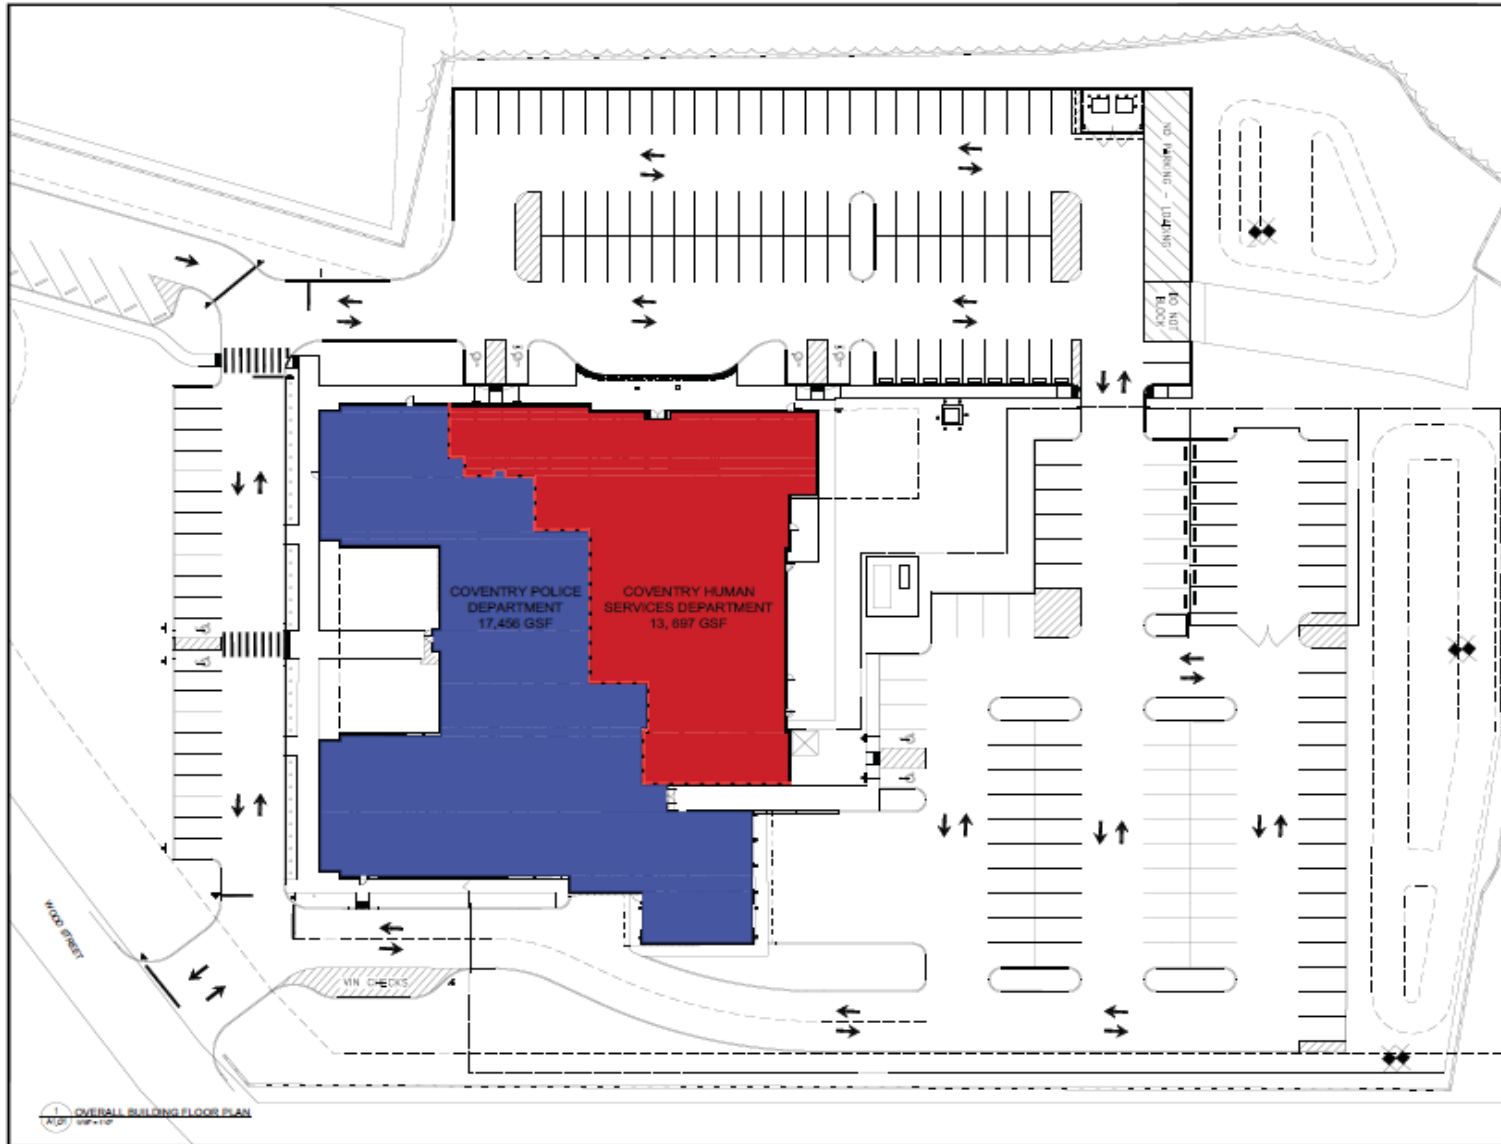 NO PARKING - LOADING
DO NOT
BLOCK
COVENTRY POLICE
DEPARTMENT
17,456 GSF
COVENTRY HUMAN
SERVICES DEPARTMENT
13, 697 GSF
WOOD STREET
VIN CHECKS
1
OVERALL BUILDING FLOOR PLAN